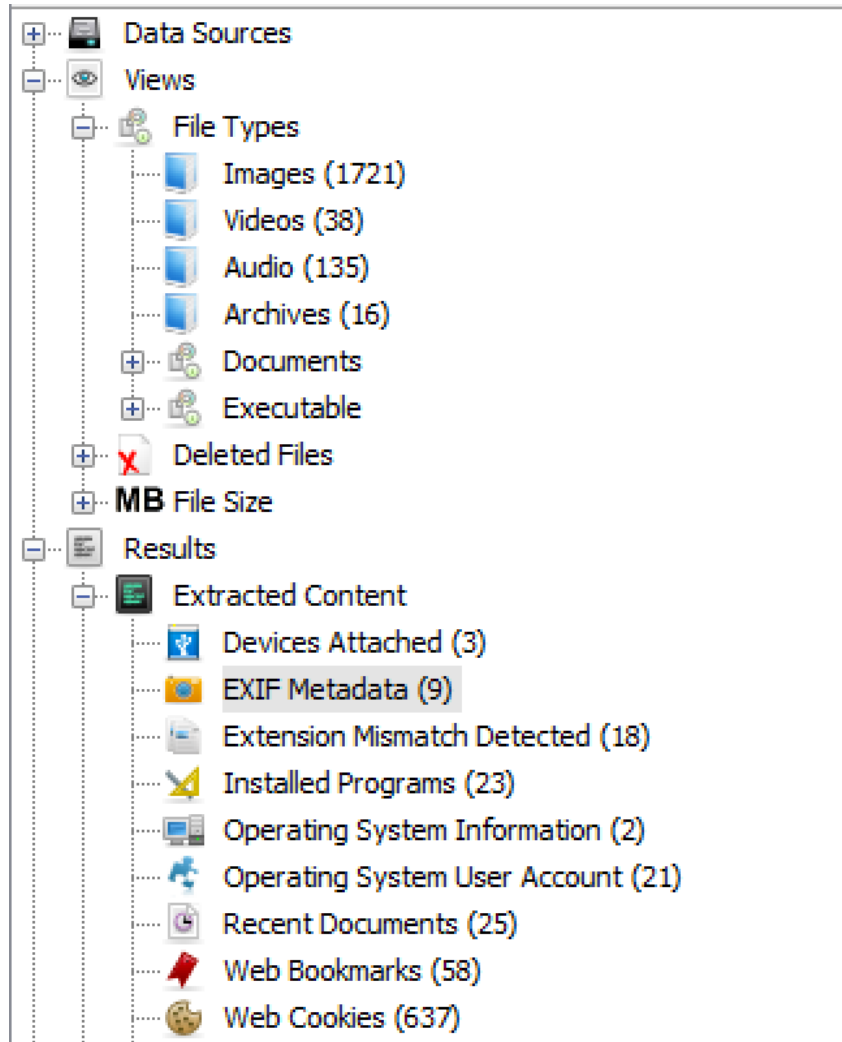 Data Sources
Views
File Types
Images (1721)
Videos (38)
Audio (135)
Archives (16)
Documents
Executable
Deleted Files
MB File Size
Results
Extracted Content
Devices Attached (3)
EXIF Metadata (9)
Extension Mismatch Detected (18)
Installed Programs (23)
Operating System Information (2)
Operating System User Account (21)
Recent Documents (25)
Web Bookmarks (58)
Web Cookies (637)